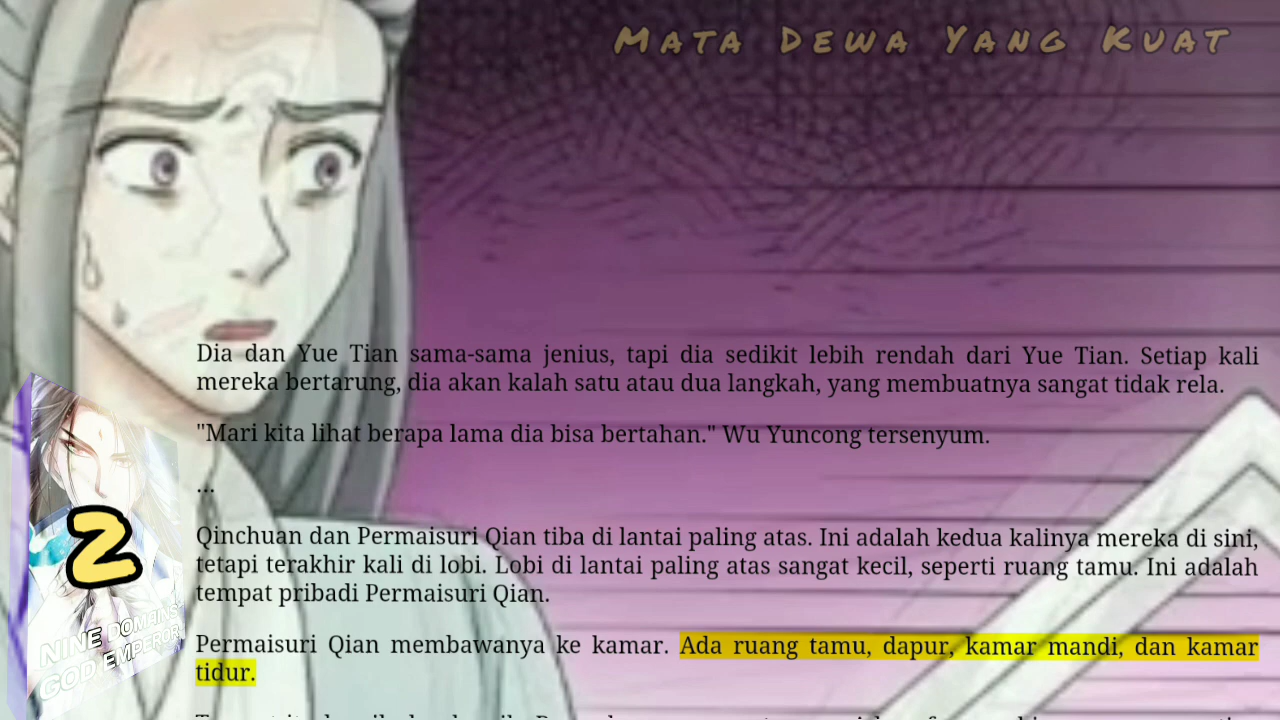 Mata Dewa Yang Kuat
Dia dan Yue Tian sama-sama jenius, tapi dia sedikit lebih rendah dari Yue Tian. Setiap kali
mereka bertarung, dia akan kalah satu atau dua langkah, yang membuatnya sangat tidak rela.
"Mari kita lihat berapa lama dia bisa bertahan." Wu Yuncong tersenyum.
...
Qinchuan dan Permaisuri Qian tiba di lantai paling atas. Ini adalah kedua kalinya mereka di sini,
tetapi terakhir kali di lobi. Lobi di lantai paling atas sangat kecil, seperti ruang tamu. Ini adalah
tempat pribadi Permaisuri Qian.
Permaisuri Qian membawanya ke kamar. Ada ruang tamu, dapur, kamar mandi, dan kamar
tidur.
2
NINE DOMAINS'
GOD EMPEROR